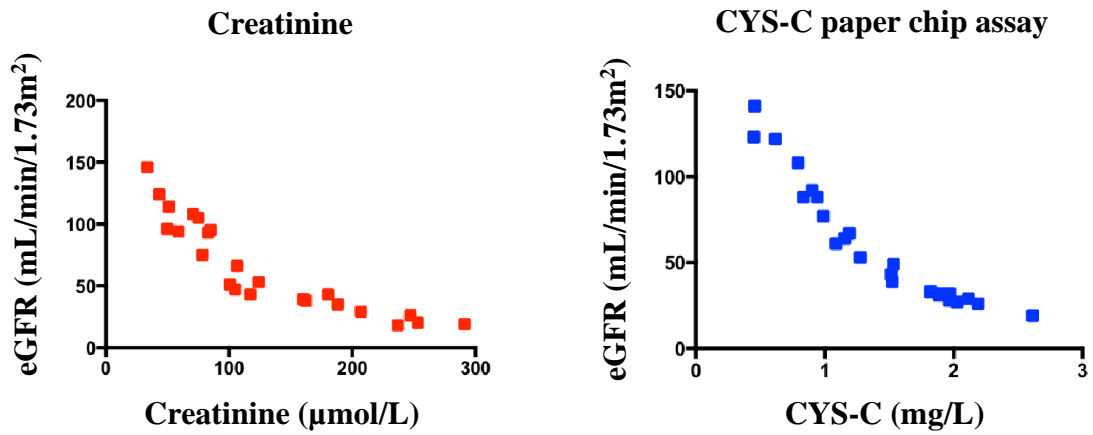 Creatinine
eGFR (mL/min/1.73m²)
200
150
100
50
0
0 100 200 300
Creatinine (µmol/L)
CYS-C paper chip assay
eGFR (mL/min/1.73m²)
150
100
50
0
0 1 2 3
CYS-C (mg/L)